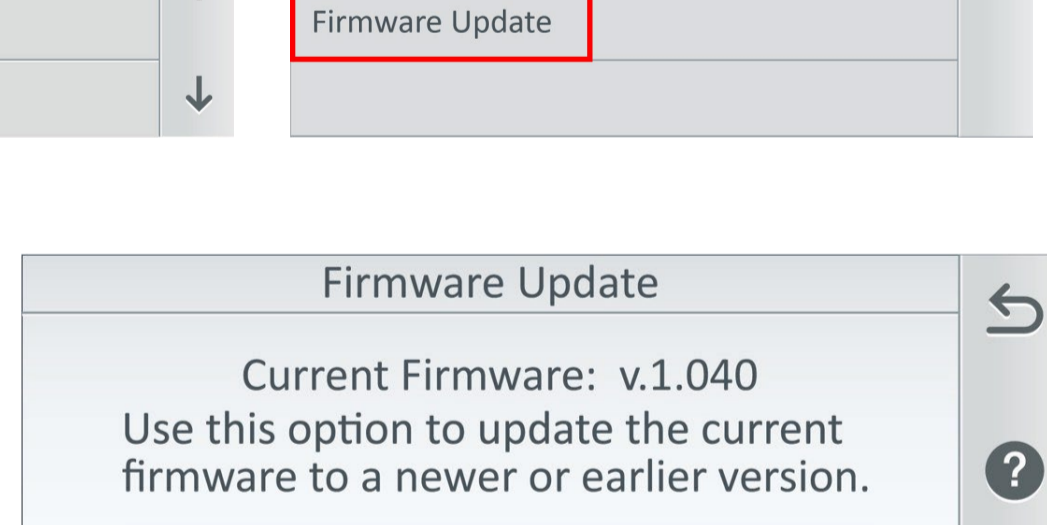 Firmware Update
Firmware Update
Current Firmware: v.1.040
Use this option to update the current
firmware to a newer or earlier version.
?